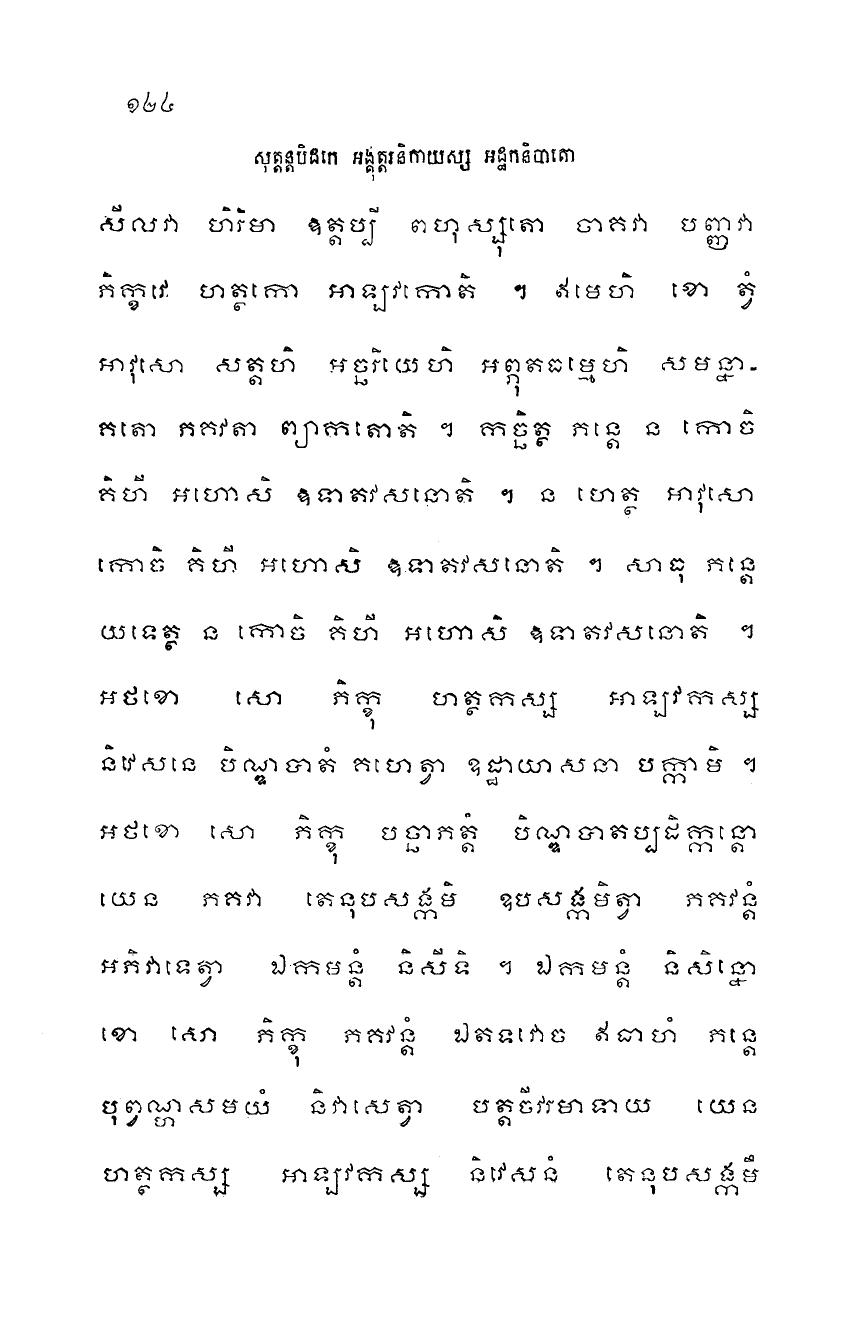 ១២៤
សុត្តន្តបិដកេ អង្គុត្តរនិកាយស្ស អដ្ឋកនិបាតោ
សីលវា ហិរិមា ឱត្តប្បី ពហុស្សុតោ ចាគវា បញ្ញវា
ភិក្ខវេ ហត្ថកោ អាឡវកោតិ ។ ឥមេហិ ខោ ត្វំ
អាវុសោ សត្តហិ អច្ឆរិយេហិ អព្ភុតធម្មេហិ សមន្នា-
គតោ ភគវតា ព្យាកតោតិ ។ កច្ចិត្ថ ភន្តេ ន កោចិ
គិហី អហោសិ ឱទាតវសនោតិ ។ ន ហេត្ថ អាវុសោ
កោចិ គិហី អហោសិ ឱទាតវសនោតិ ។ សាធុ ភន្តេ
យទេត្ថ ន កោចិ គិហី អហោសិ ឱទាតវសនោតិ ។
អថខោ សោ ភិក្ខុ ហត្ថកស្ស អាឡវកស្ស
និវេសនេ បិណ្ឌបាតំ គហេត្វា ឧដ្ឋាយាសនា បក្កាមិ ។
អថខោ សោ ភិក្ខុ បច្ឆាភត្តំ បិណ្ឌបាតប្បដិក្កន្តោ
យេន ភគវា តេនុបសង្កមិ ឧបសង្កមិត្វា ភគវន្តំ
អភិវាទេត្វា ឯកមន្តំ និសីទិ ។ ឯកមន្តំ និសិន្នោ
ខោ សោ ភិក្ខុ ភគវន្តំ ឯតទវោច ឥធាហំ ភន្តេ
បុព្វណ្ហសមយំ និវាសេត្វា បត្តចីវរមាទាយ យេន
ហត្ថកស្ស អាឡវកស្ស និវេសនំ តេនុបសង្កមឹ